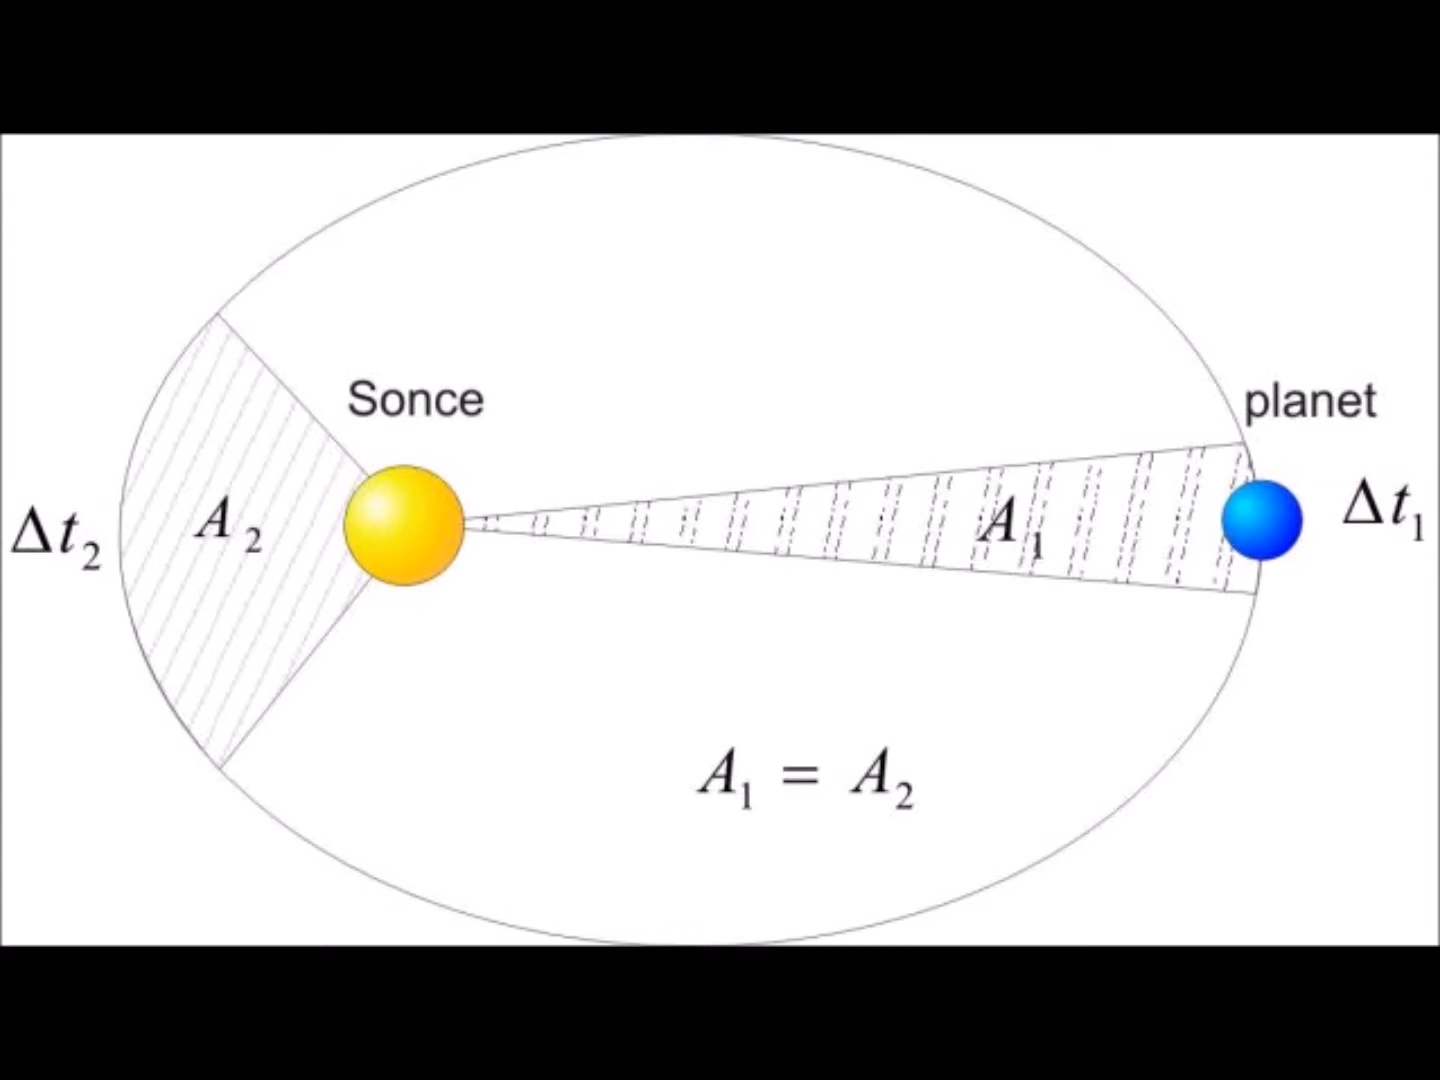 Sonce
planet
Δt₂
A₂
A₁
Δt₁
A₁ = A₂